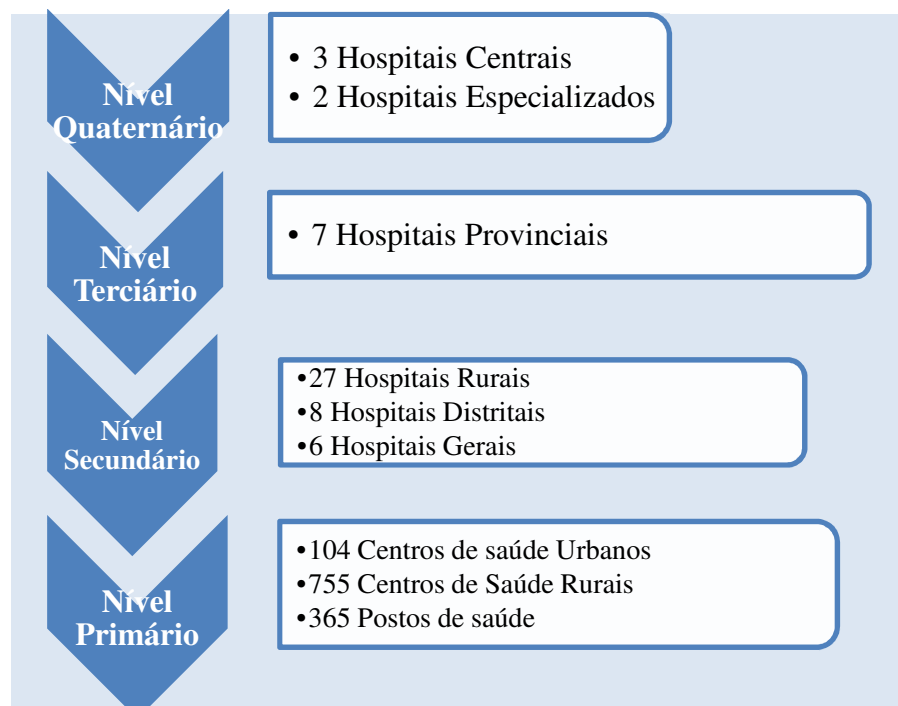 Nível
Quaternário
• 3 Hospitais Centrais
• 2 Hospitais Especializados
Nível
Terciário
• 7 Hospitais Provinciais
Nível
Secundário
•27 Hospitais Rurais
•8 Hospitais Distritais
•6 Hospitais Gerais
Nível
Primário
•104 Centros de saúde Urbanos
•755 Centros de Saúde Rurais
•365 Postos de saúde